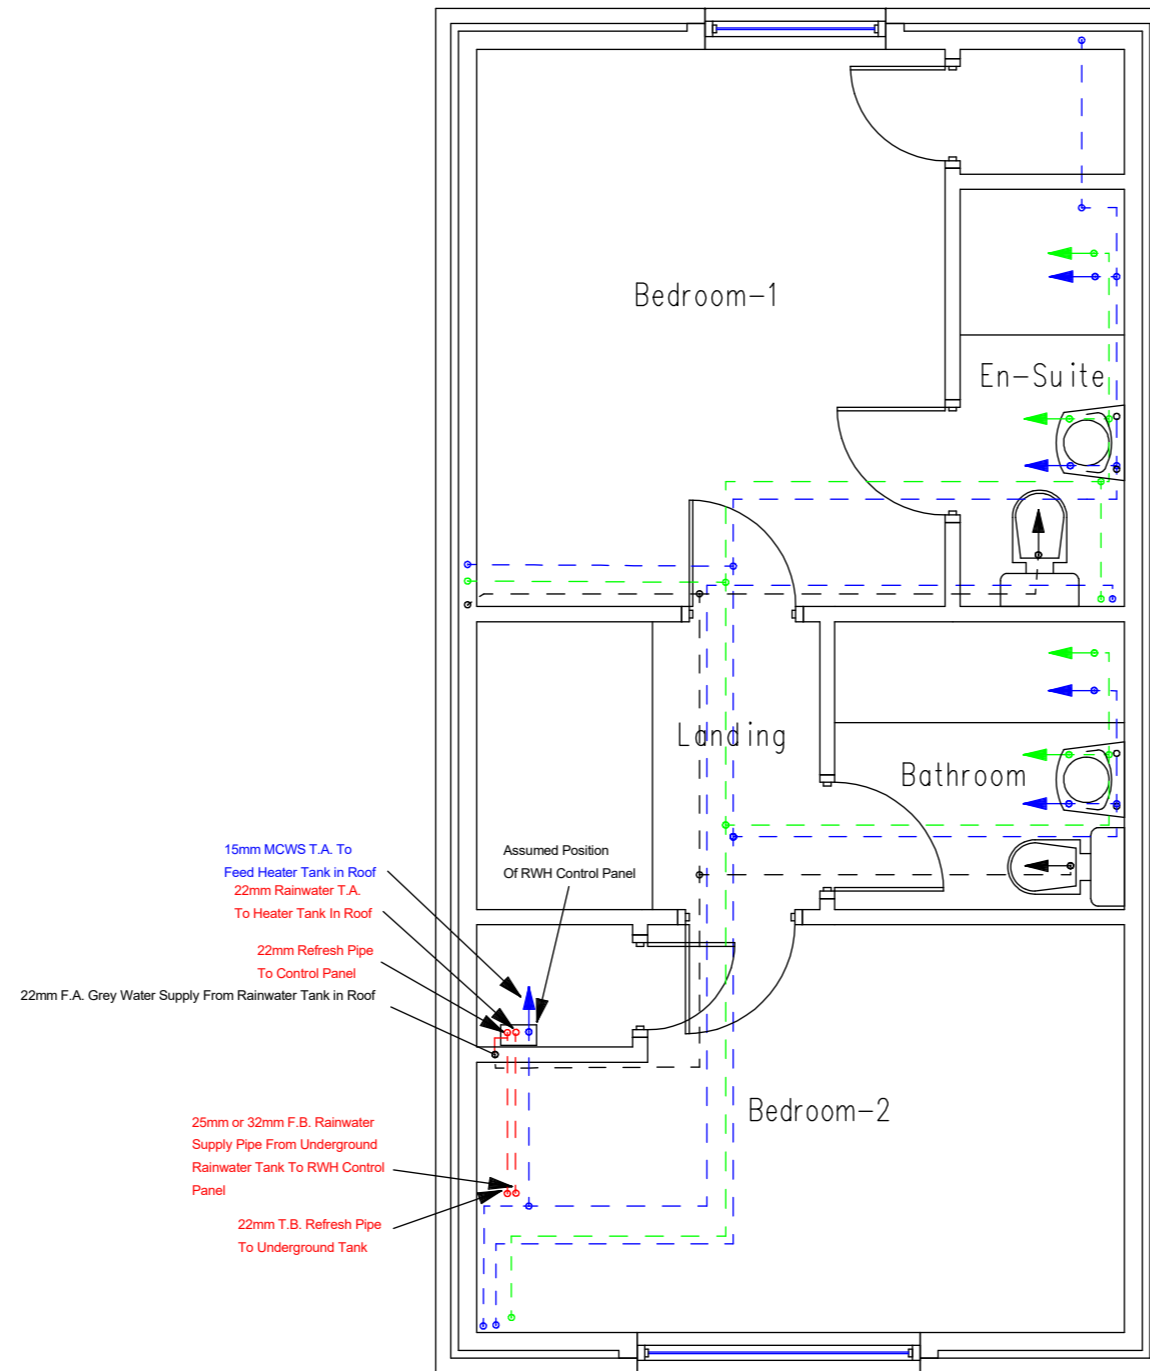 Bedroom-1
En-Suite
Landing
Bathroom
15mm MCWS T.A. To
Feed Heater Tank in Roof
22mm Rainwater T.A.
To Heater Tank In Roof
Assumed Position
Of RWH Control Panel
22mm Refresh Pipe
To Control Panel
22mm F.A. Grey Water Supply From Rainwater Tank in Roof
Bedroom-2
25mm or 32mm F.B. Rainwater
Supply Pipe From Underground
Rainwater Tank To RWH Control
Panel
22mm T.B. Refresh Pipe
To Underground Tank